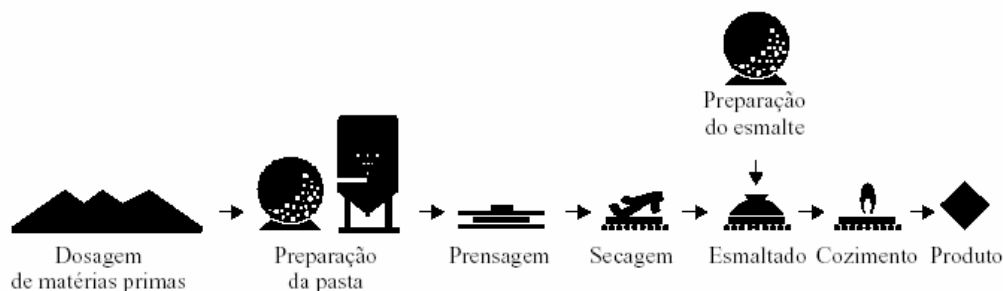 Preparação
do esmalte
Dosagem
de matérias primas
Preparação
da pasta
Prensagem
Secagem
Esmaltado
Cozimento
Produto